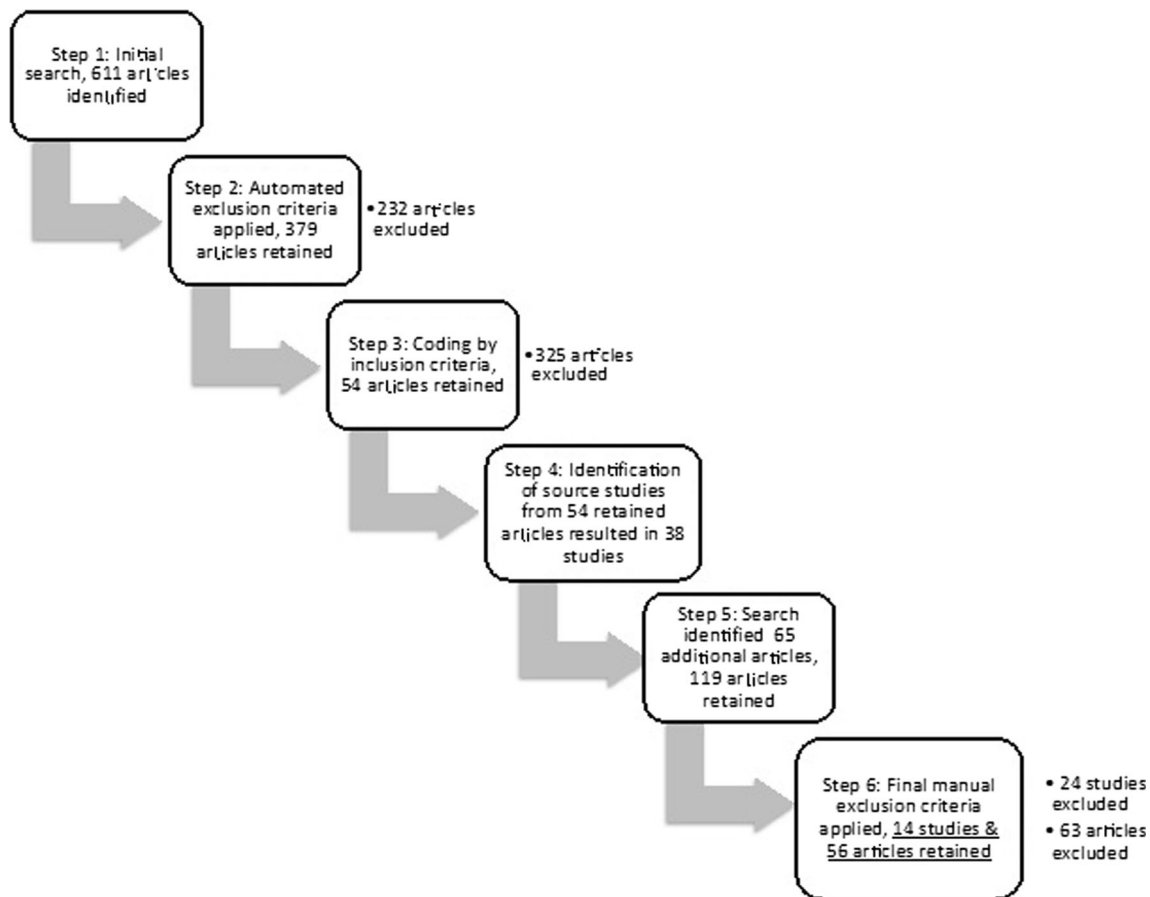 Step 1: Initial
search, 611 articles
identified
Step 2: Automated
exclusion criteria
applied, 379
articles retained
•232 articles
excluded
Step 3: Coding by
inclusion criteria,
54 articles retained
•325 articles
excluded
Step 4: Identification
of source studies
from 54 retained
articles resulted in 38
studies
Step 5: Search
identified 65
additional articles,
119 articles
retained
Step 6: Final manual
exclusion criteria
applied, 14 studies &
56 articles retained
• 24 studies
excluded
• 63 articles
excluded